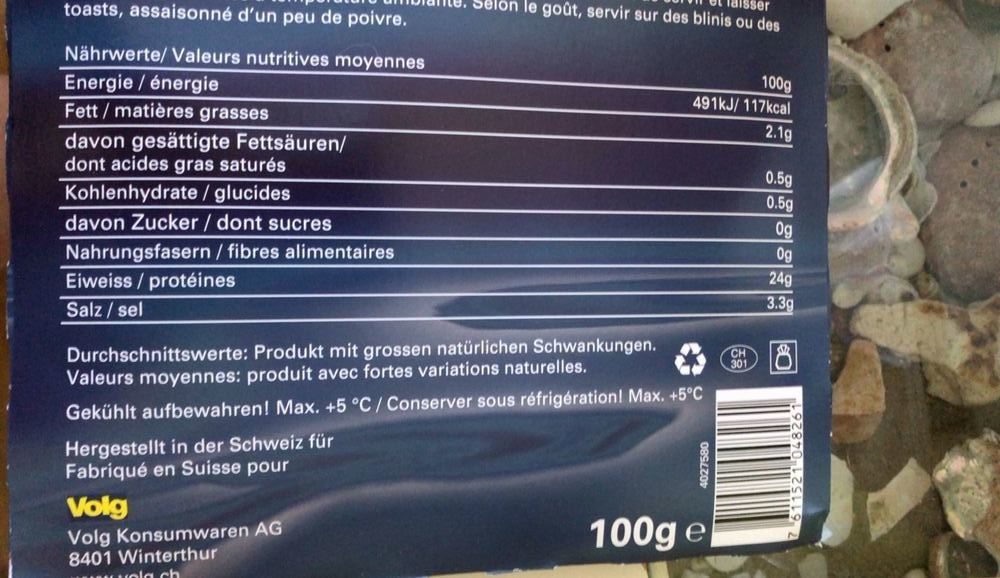 température ambiante. Selon le goût, servir sur des blinis ou des
toasts, assaisonné d'un peu de poivre.
Nährwerte/ Valeurs nutritives moyennes 100g
Energie / énergie 491kJ/ 117kcal
Fett / matières grasses 2.1g
davon gesättigte Fettsäuren/
dont acides gras saturés 0.5g
Kohlenhydrate / glucides 0.5g
davon Zucker / dont sucres 0g
Nahrungsfasern / fibres alimentaires 0g
Eiweiss / protéines 24g
Salz / sel 3.3g
Durchschnittswerte: Produkt mit grossen natürlichen Schwankungen.
Valeurs moyennes: produit avec fortes variations naturelles.
CH
301
Gekühlt aufbewahren! Max. +5 °C / Conserver sous réfrigération! Max. +5°C
Hergestellt in der Schweiz für
Fabriqué en Suisse pour
Volg
Volg Konsumwaren AG
8401 Winterthur
100g e
4027580
7 611521 048261